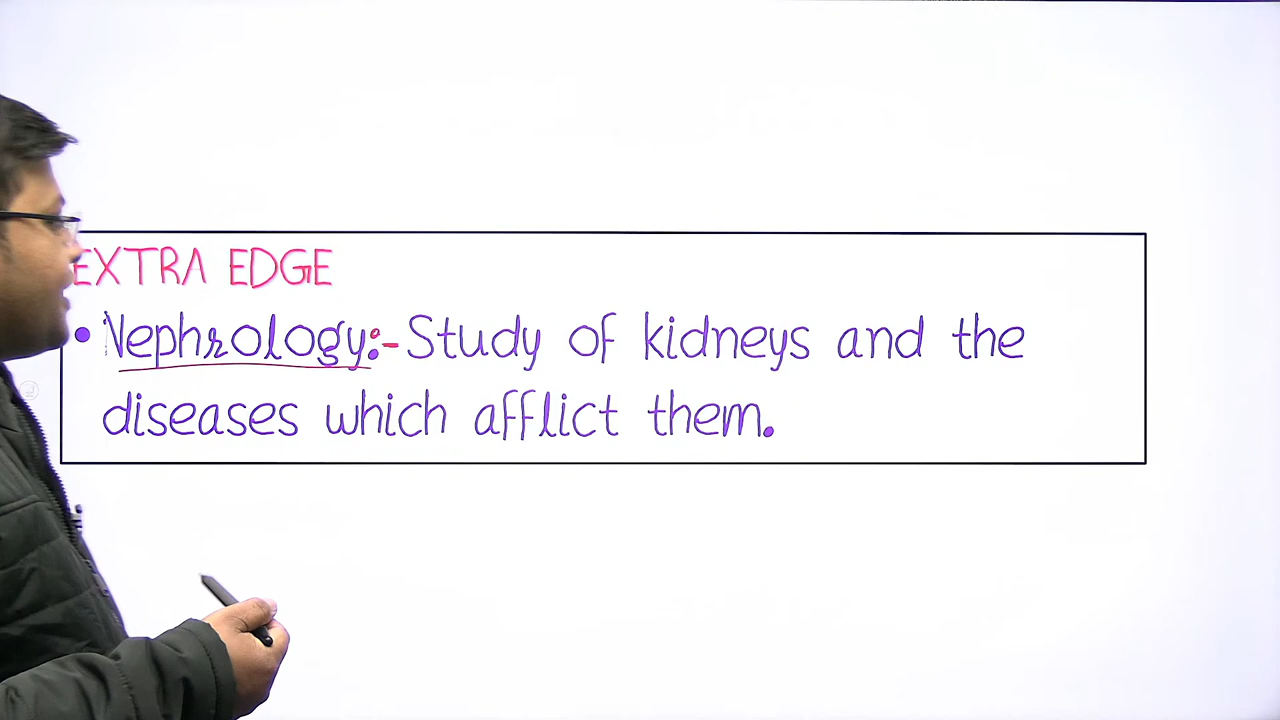 EXTRA EDGE
• Nephrology:- Study of kidneys and the
diseases which afflict them.